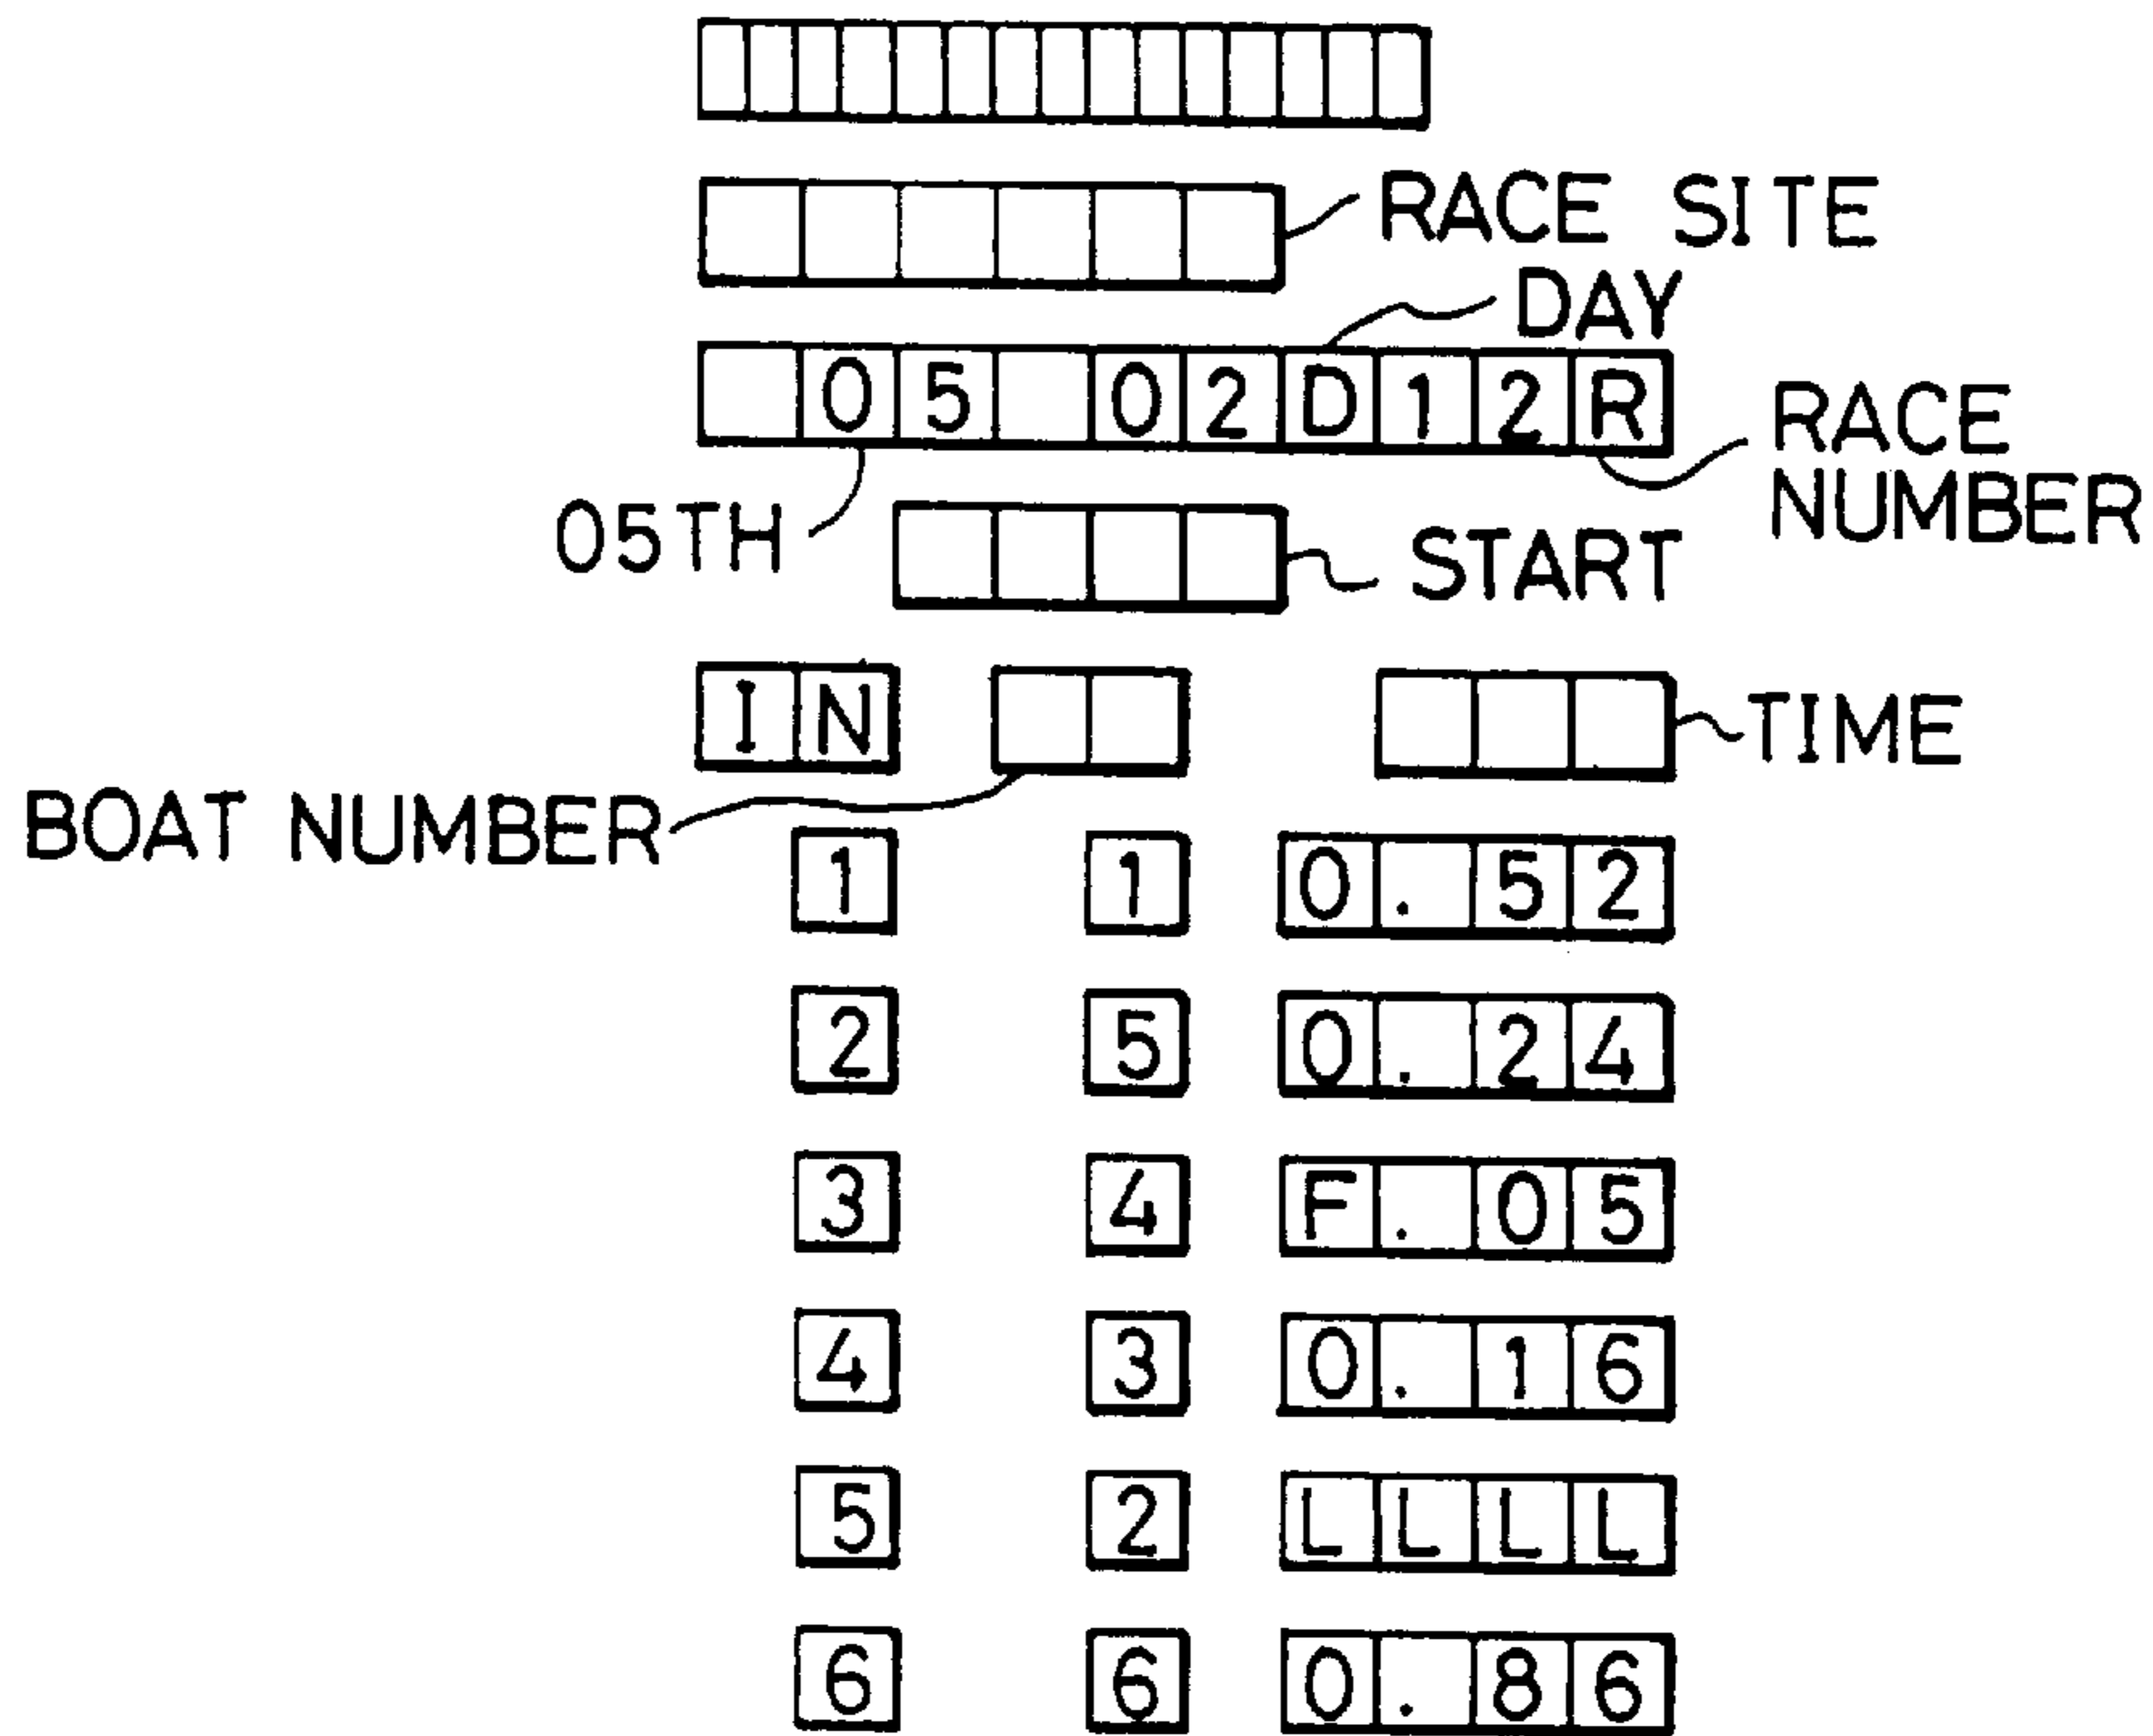 RACE SITE
DAY
05 02D12R
RACE
NUMBER
05TH
START
IN
TIME
BOAT NUMBER
1 1 0.52
2 5 0.24
3 4 F.05
4 3 0.16
5 2 LLLL
6 6 0.86